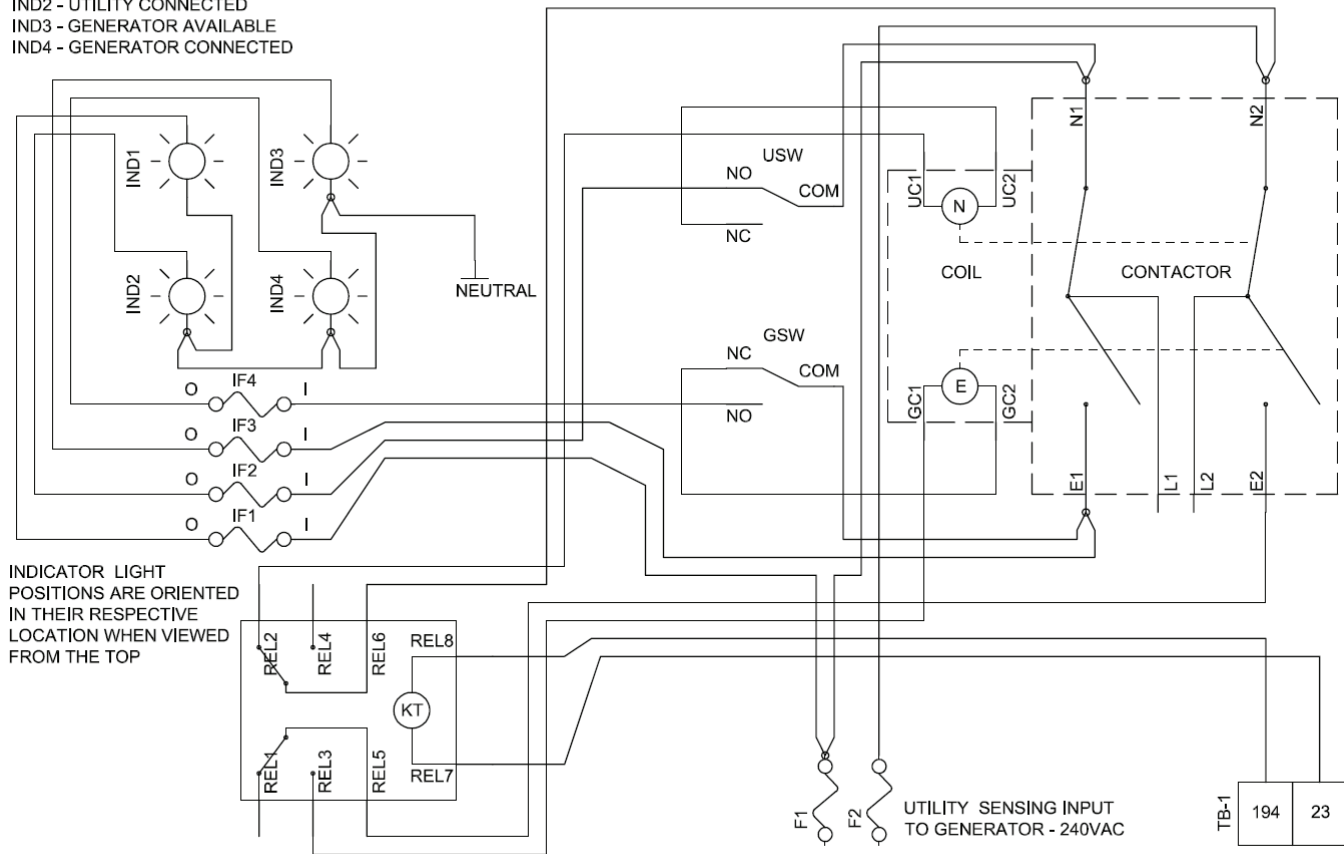 IND2 - UTILITY CONNECTED
IND3 - GENERATOR AVAILABLE
IND4 - GENERATOR CONNECTED
N1
N2
IND1
IND3
USW
NO
COM
NC
UC1
UC2
N
IND2
IND4
NEUTRAL
COIL
CONTACTOR
GSW
NC
COM
NO
GC1
GC2
E
O IF4 I
O IF3 I
O IF2 I
O IF1 I
E1
L1
L2
E2
INDICATOR LIGHT
POSITIONS ARE ORIENTED
IN THEIR RESPECTIVE
LOCATION WHEN VIEWED
FROM THE TOP
REL2
REL4
REL6
REL8
KT
REL1
REL3
REL5
REL7
F1
F2
UTILITY SENSING INPUT
TO GENERATOR - 240VAC
TB-1
194
23